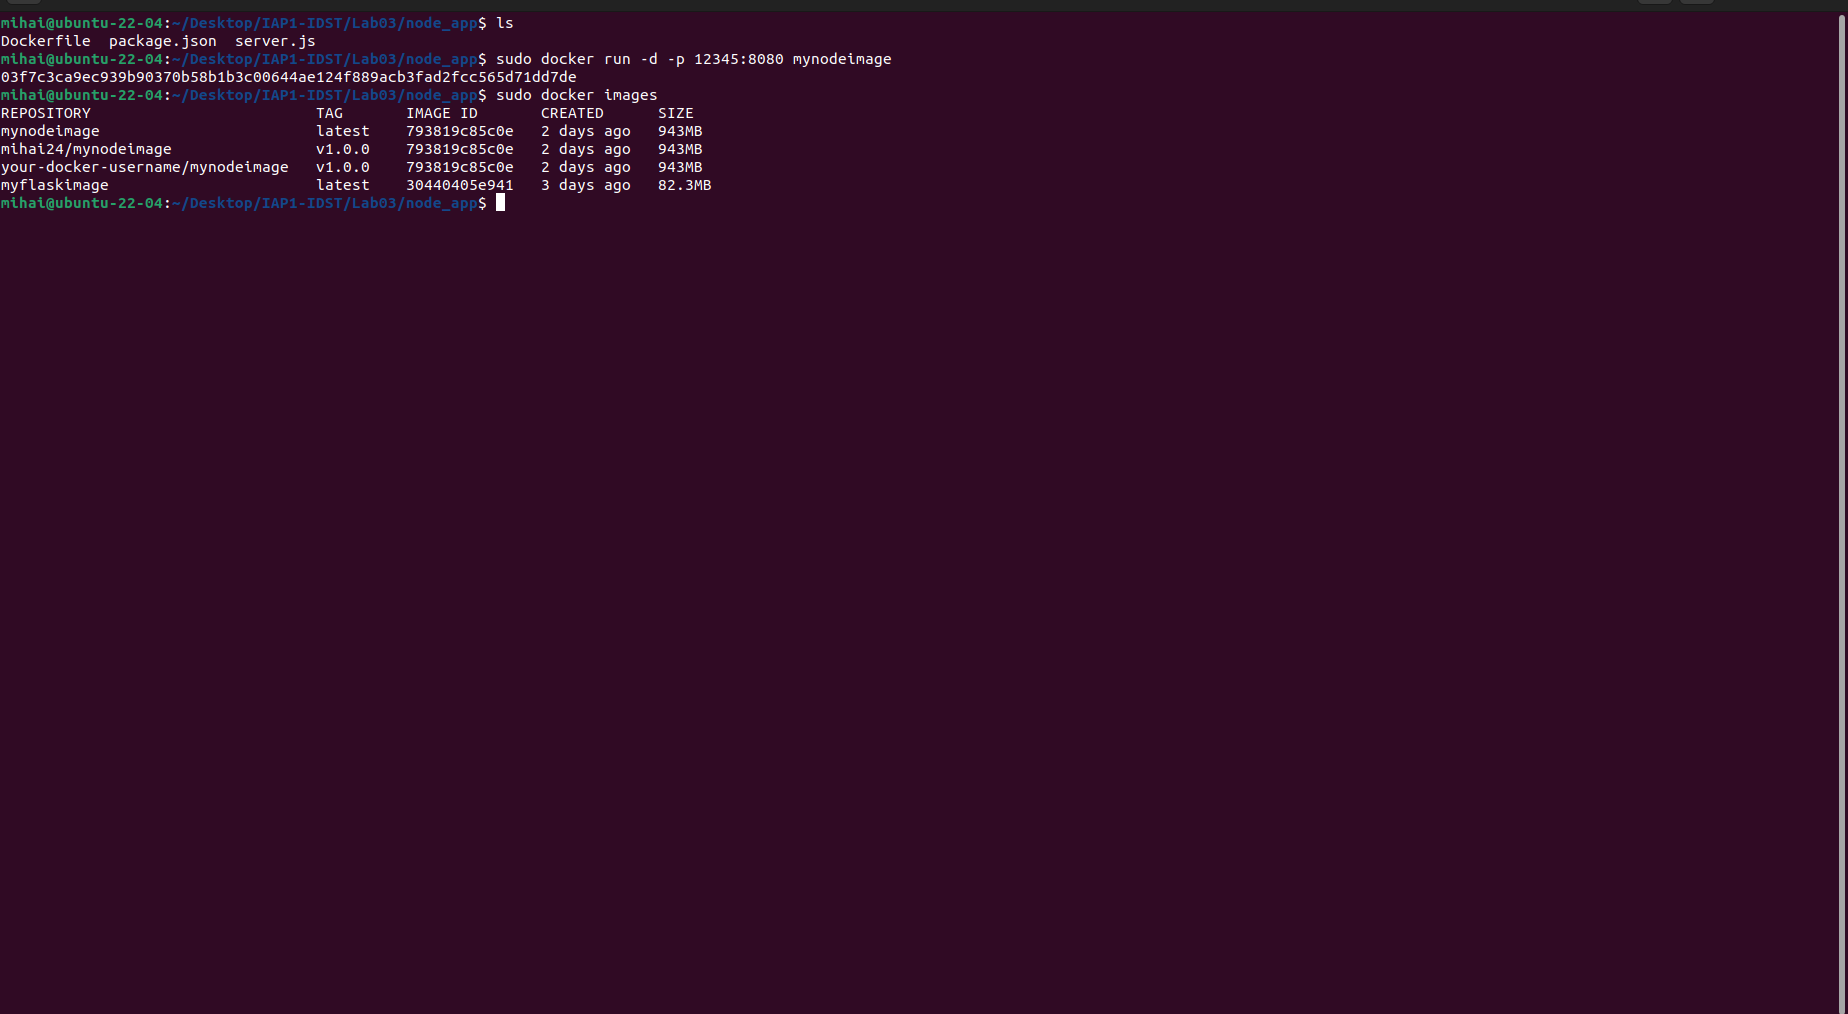 mihai@ubuntu-22-04:~/Desktop/IAP1-IDST/Lab03/node_app$ ls
Dockerfile  package.json  server.js
mihai@ubuntu-22-04:~/Desktop/IAP1-IDST/Lab03/node_app$ sudo docker run -d -p 12345:8080 mynodeimage
03f7c3ca9ec939b90370b58b1b3c00644ae124f889acb3fad2fcc565d71dd7de
mihai@ubuntu-22-04:~/Desktop/IAP1-IDST/Lab03/node_app$ sudo docker images
REPOSITORY                         TAG       IMAGE ID       CREATED      SIZE
mynodeimage                        latest    793819c85c0e   2 days ago   943MB
mihai24/mynodeimage                v1.0.0    793819c85c0e   2 days ago   943MB
your-docker-username/mynodeimage   v1.0.0    793819c85c0e   2 days ago   943MB
myflaskimage                       latest    30440405e941   3 days ago   82.3MB
mihai@ubuntu-22-04:~/Desktop/IAP1-IDST/Lab03/node_app$